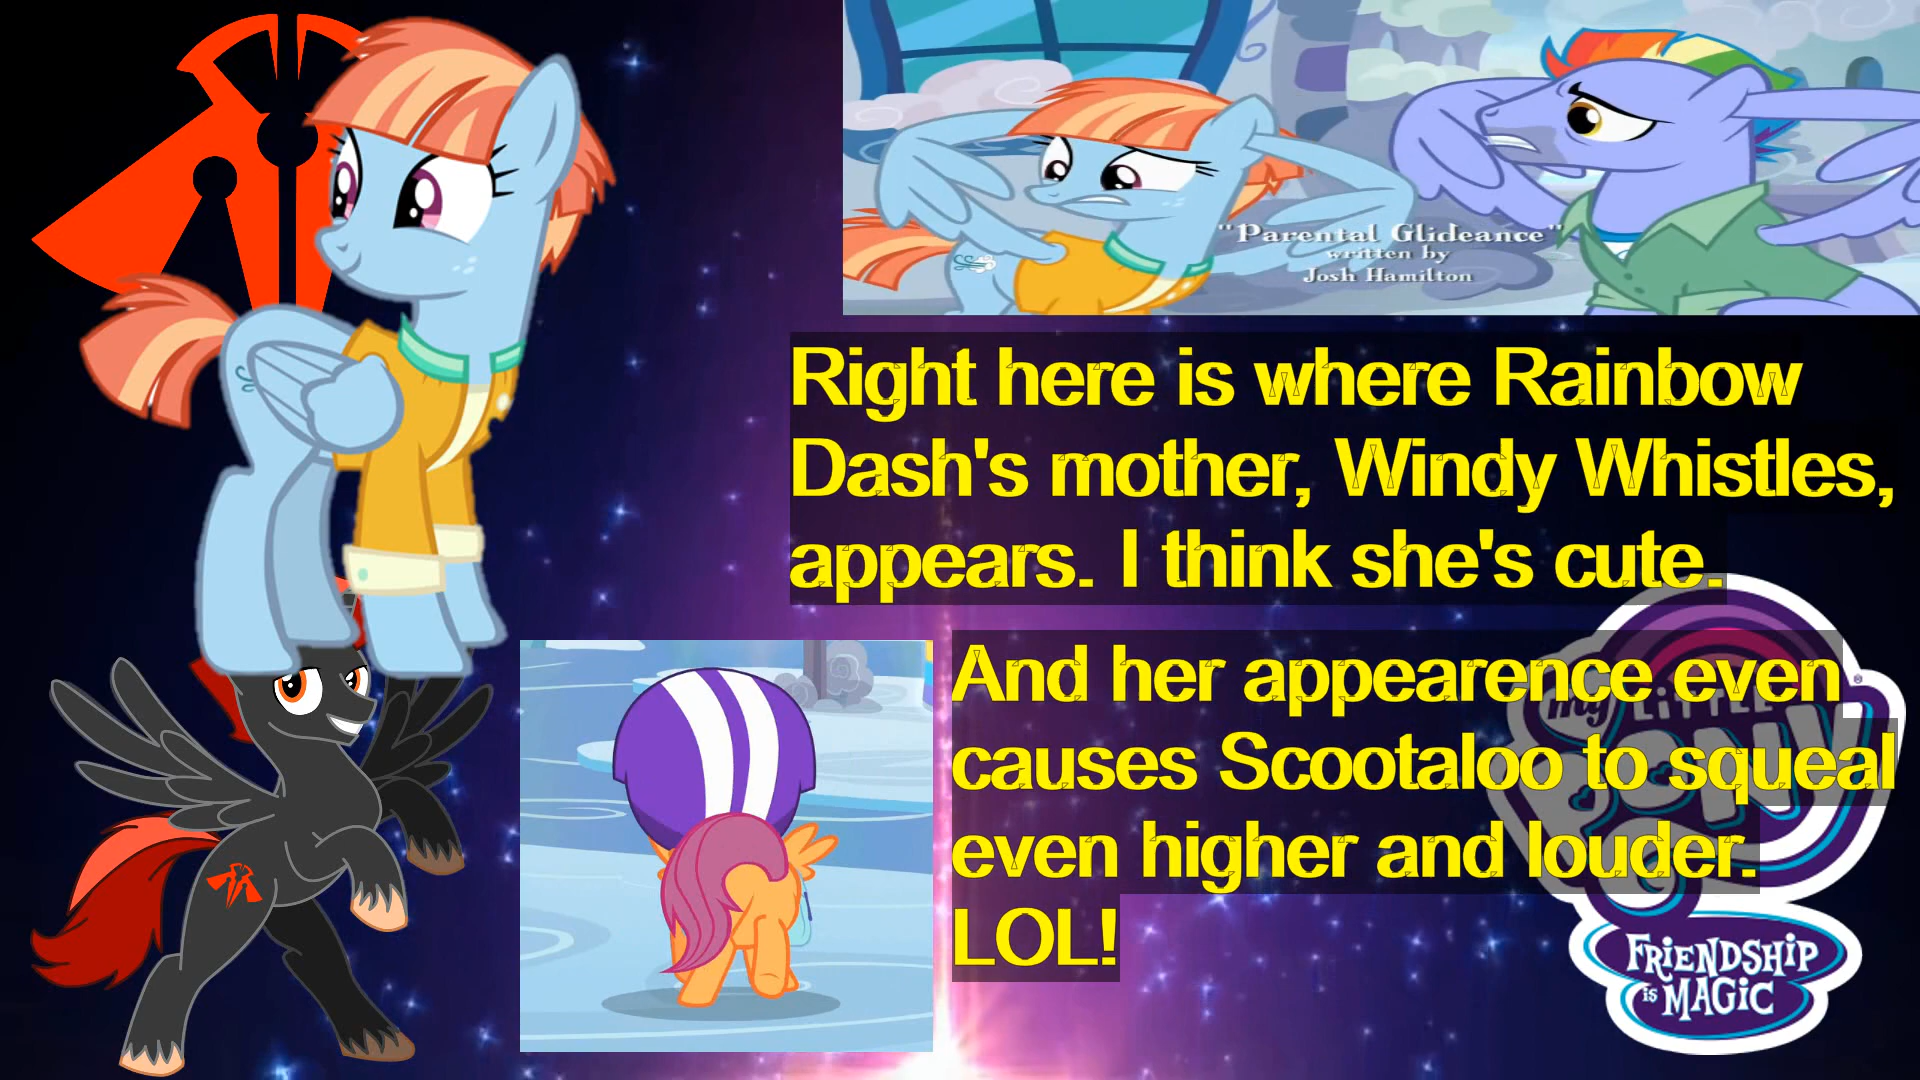 "Parental Glideance"
written by
Josh Hamilton
Right here is where Rainbow
Dash's mother, Windy Whistles,
appears. I think she's cute.
And her appearence even
causes Scootaloo to squeal
even higher and louder.
LOL!
my LiTTLE
PONY
FRiENDSHiP
is MAGiC